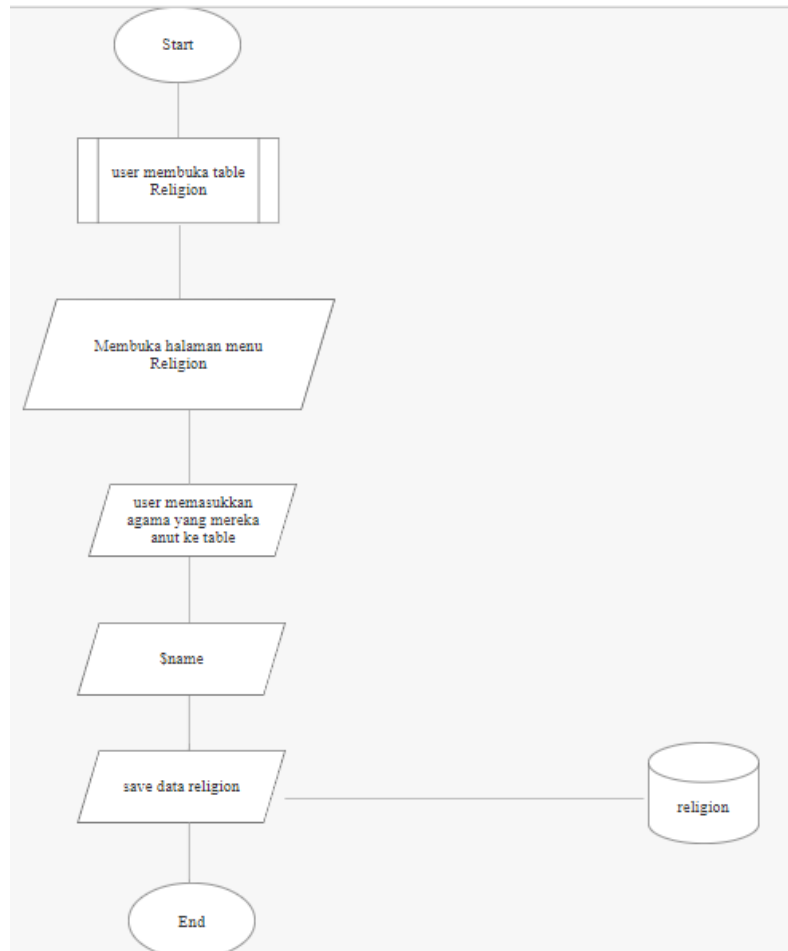 Start
user membuka table
Religion
Membuka halaman menu
Religion
user memasukkan
agama yang mereka
anut ke table
$name
save data religion
religion
End